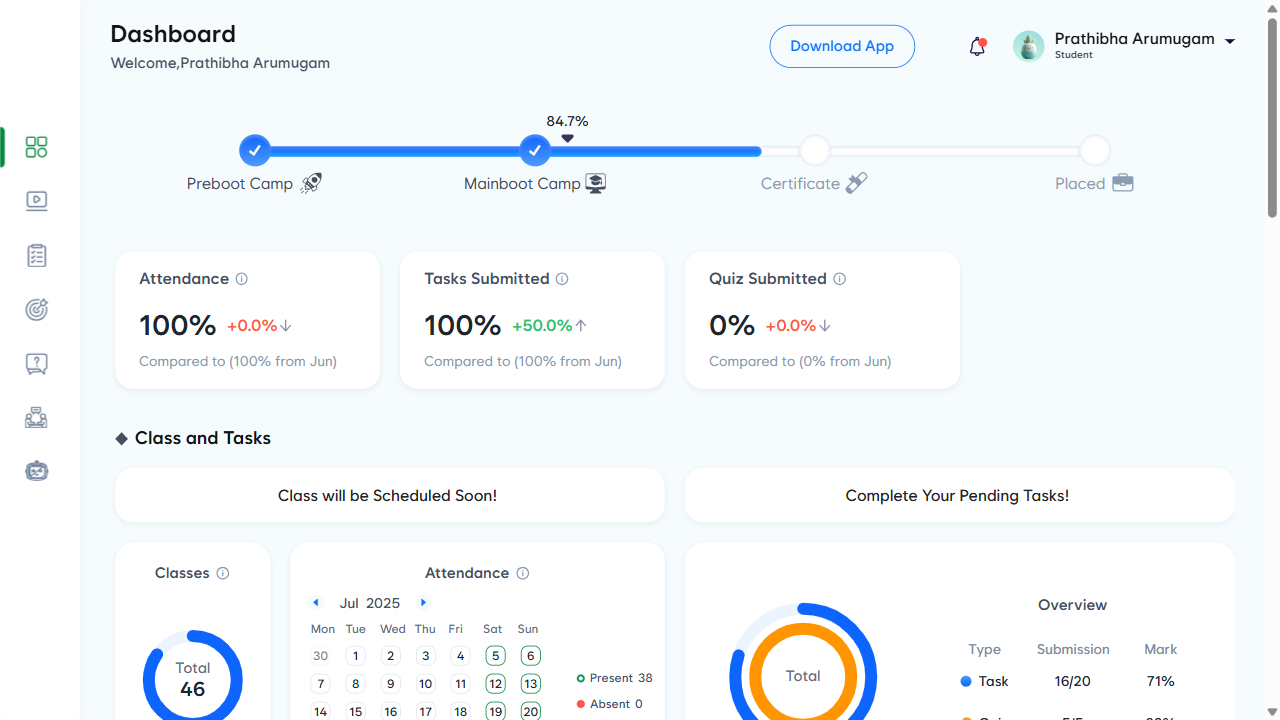 Dashboard
Welcome,Prathibha Arumugam
Download App
Prathibha Arumugam
Student
84.7%
Preboot Camp
Mainboot Camp
Certificate
Placed
Attendance
100% +0.0%
Compared to (100% from Jun)
Tasks Submitted
100% +50.0%
Compared to (100% from Jun)
Quiz Submitted
0% +0.0%
Compared to (0% from Jun)
Class and Tasks
Class will be Scheduled Soon!
Complete Your Pending Tasks!
Classes
Total
46
Attendance
Jul 2025
Mon Tue Wed Thu Fri Sat Sun
30 1 2 3 4 5 6
7 8 9 10 11 12 13
14 15 16 17 18 19 20
Present 38
Absent 0
Total
Overview
Type Submission Mark
Task 16/20 71%